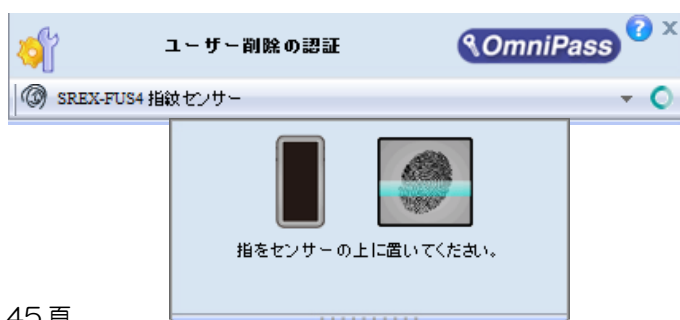 ユーザー削除の認証
OmniPass
?
x
SREX-FUS4 指紋センサー
指をセンサーの上に置いてください。
45 頁